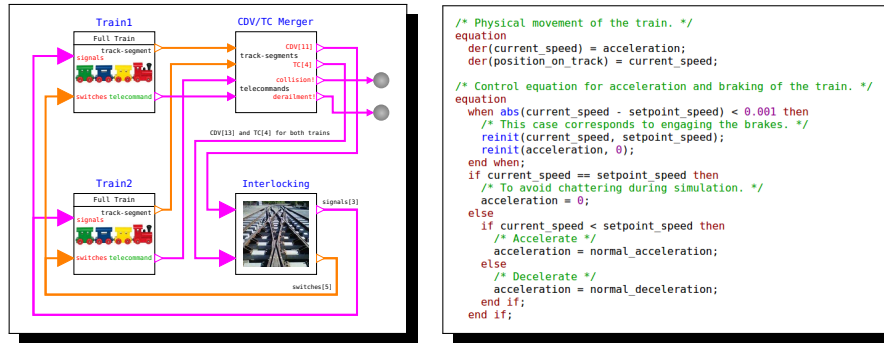 Train1
Full Train
track-segment
signals
switches telecommand
CDV/TC Merger
CDV[11]
track-segments
TC[4]
collision!
telecommands
derailment!
CDV[13] and TC[4] for both trains
Train2
Full Train
track-segment
signals
switches telecommand
Interlocking
signals[3]
switches[5]
/* Physical movement of the train. */
equation
der(current_speed) = acceleration;
der(position_on_track) = current_speed;
/* Control equation for acceleration and braking of the train. */
equation
when abs(current_speed - setpoint_speed) < 0.001 then
/* This case corresponds to engaging the brakes. */
reinit(current_speed, setpoint_speed);
reinit(acceleration, 0);
end when;
if current_speed == setpoint_speed then
/* To avoid chattering during simulation. */
acceleration = 0;
else
if current_speed < setpoint_speed then
/* Accelerate */
acceleration = normal_acceleration;
else
/* Decelerate */
acceleration = normal_deceleration;
end if;
end if;